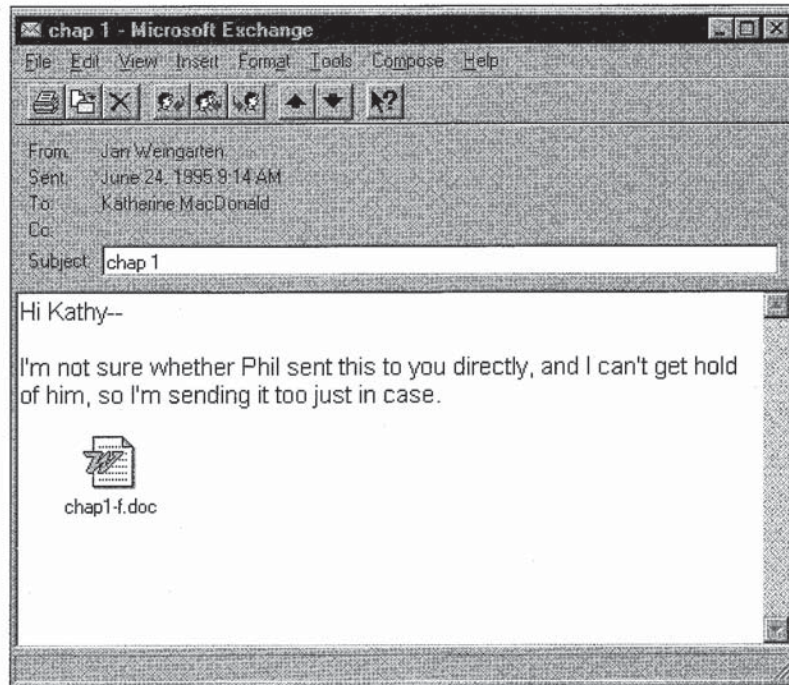 chap 1 - Microsoft Exchange
File Edit View Insert Format Tools Compose Help
From: Jan Weingarten
Sent: June 24, 1995 9:14 AM
To: Katherine MacDonald
Cc:
Subject: chap 1
Hi Kathy--
I'm not sure whether Phil sent this to you directly, and I can't get hold
of him, so I'm sending it too just in case.
chap1-f.doc